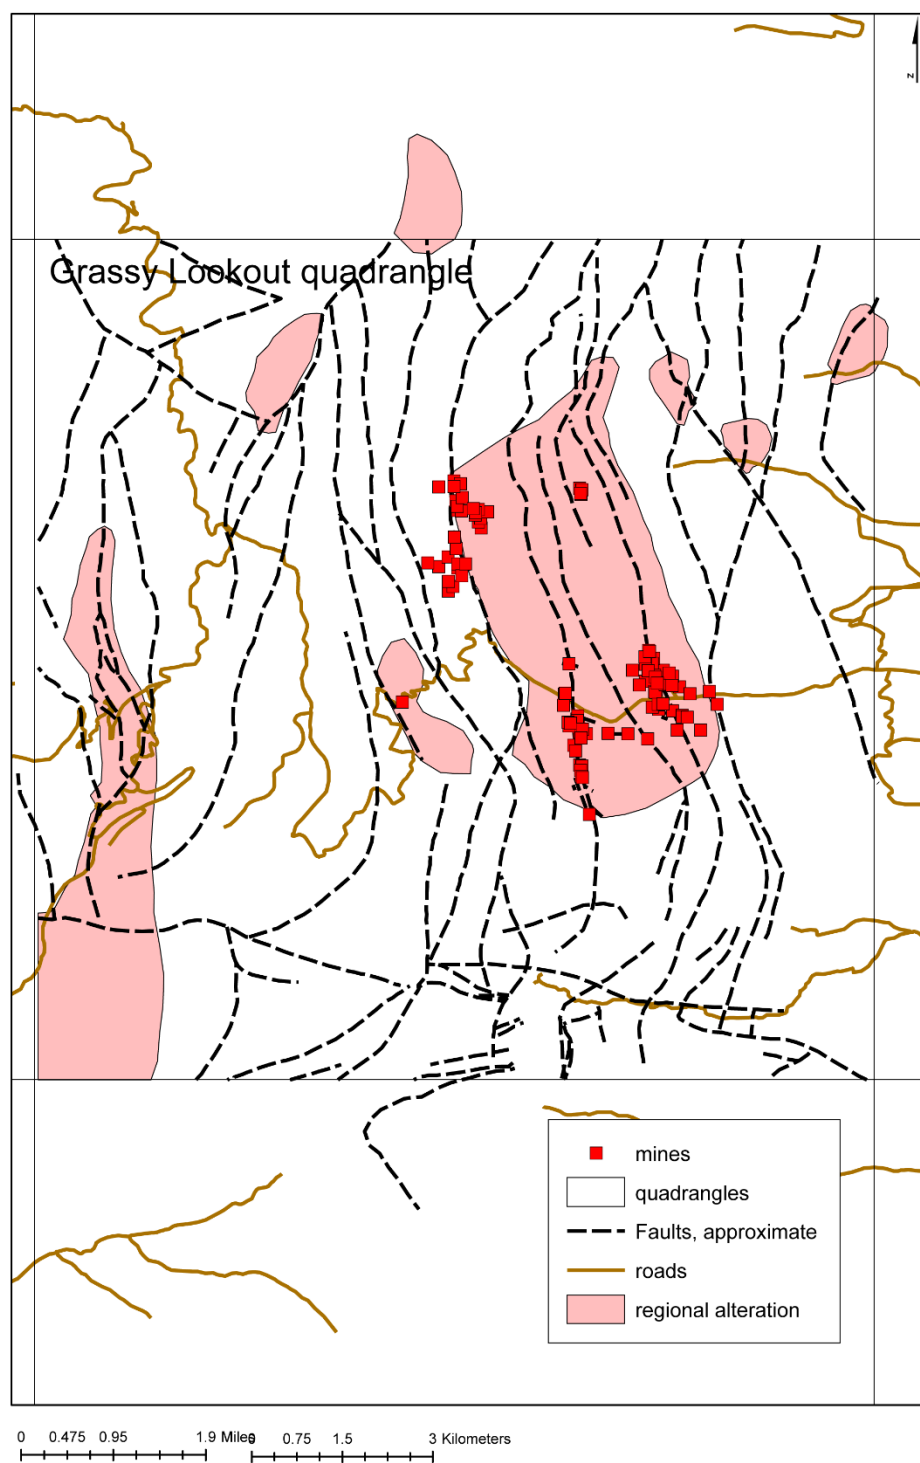 z
Grassy Lookout quadrangle
mines
quadrangles
Faults, approximate
roads
regional alteration
0 0.475 0.95 1.9 Miles
0 0.75 1.5 3 Kilometers